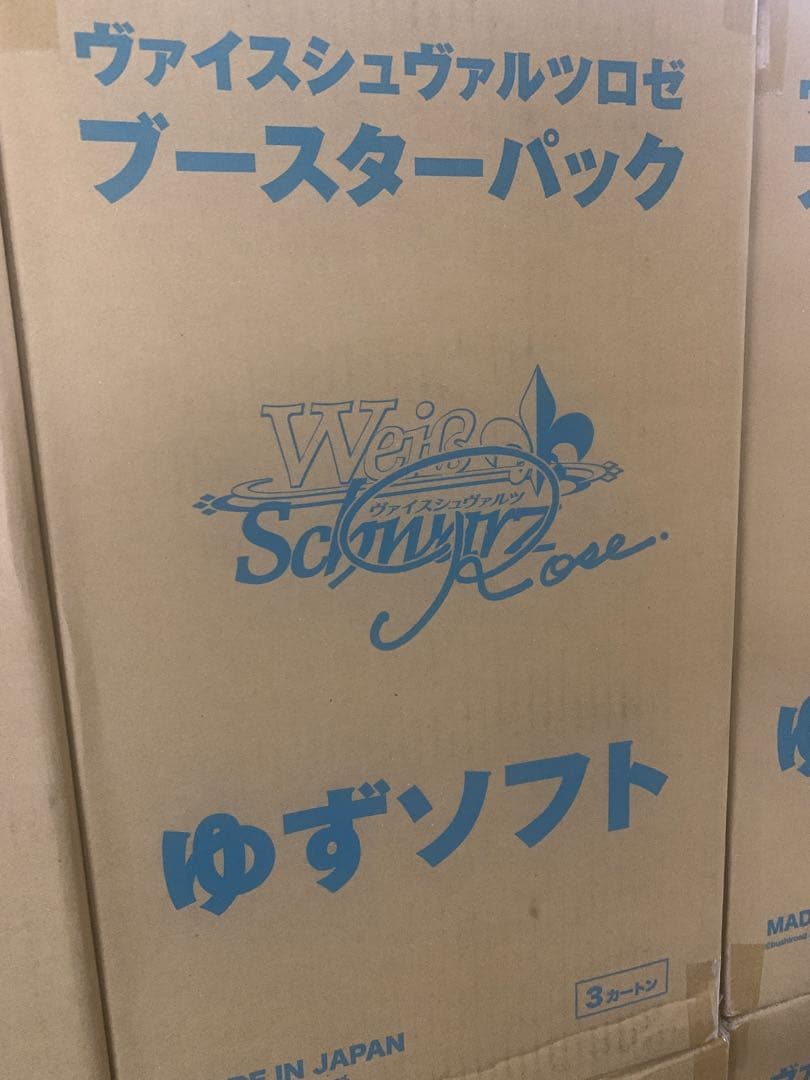 ヴァイスシュヴァルツロゼ
ブースターパック
Weiß
ヴァイスシュヴァルツ
Schwarz
Rose.
ゆずソフト
3カートン
IN JAPAN
MAD
©bushiroad
ゆ